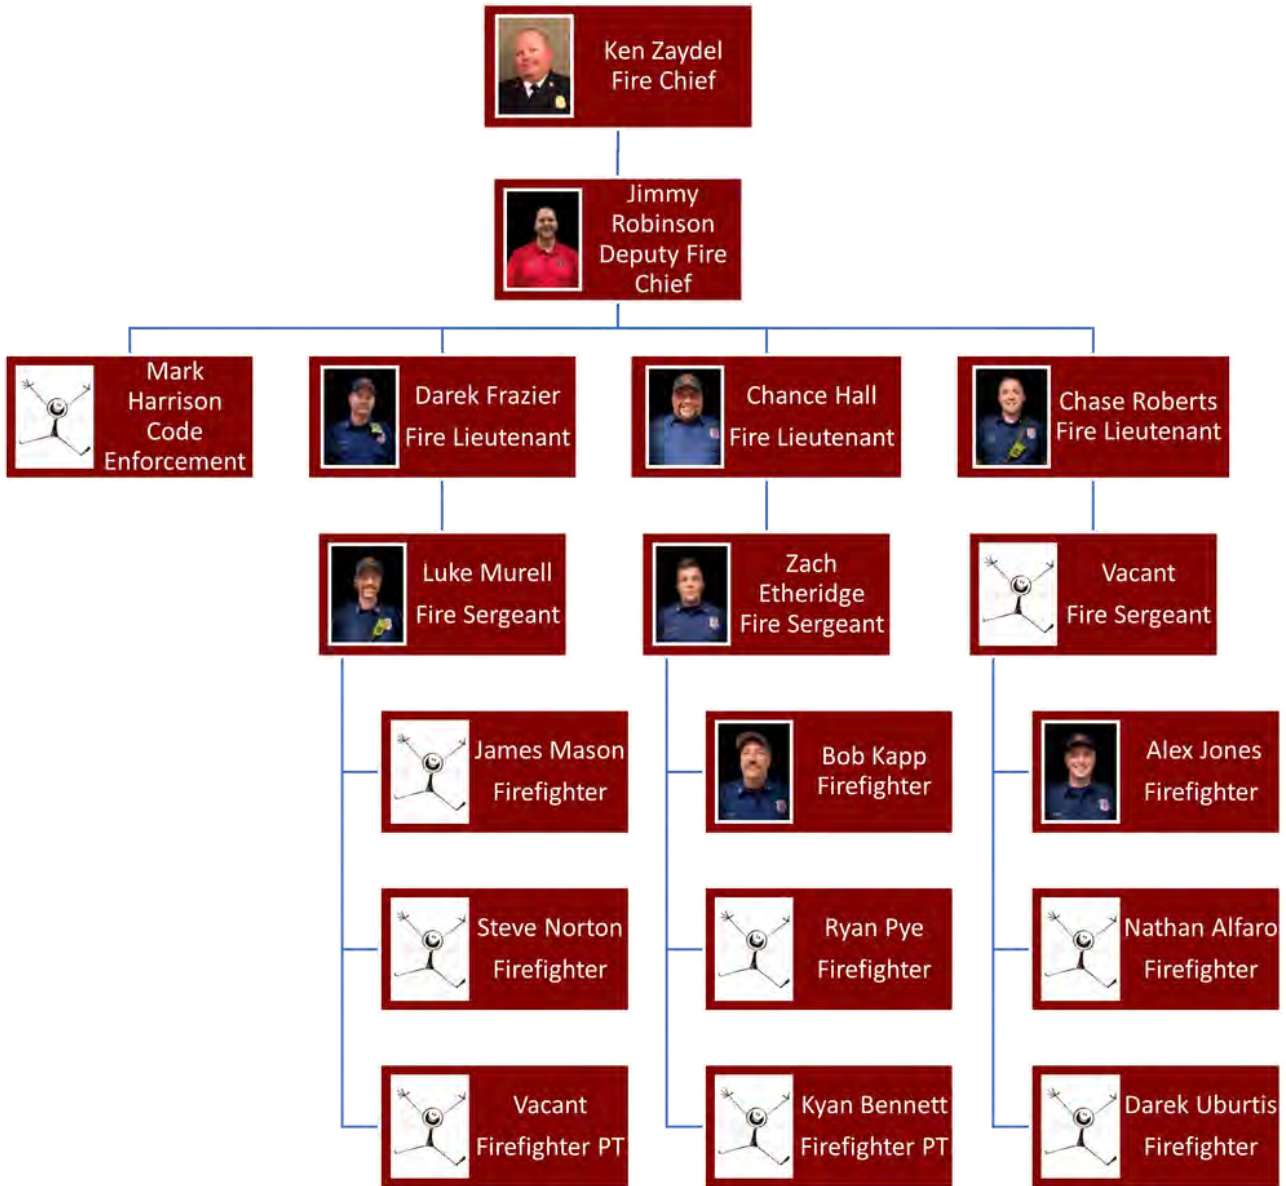 Ken Zaydel
Fire Chief
Jimmy
Robinson
Deputy Fire
Chief
Mark
Harrison
Code
Enforcement
Darek Frazier
Fire Lieutenant
Chance Hall
Fire Lieutenant
Chase Roberts
Fire Lieutenant
Luke Murell
Fire Sergeant
Zach
Etheridge
Fire Sergeant
Vacant
Fire Sergeant
James Mason
Firefighter
Bob Kapp
Firefighter
Alex Jones
Firefighter
Steve Norton
Firefighter
Ryan Pye
Firefighter
Nathan Alfaro
Firefighter
Vacant
Firefighter PT
Kyan Bennett
Firefighter PT
Darek Uburtis
Firefighter